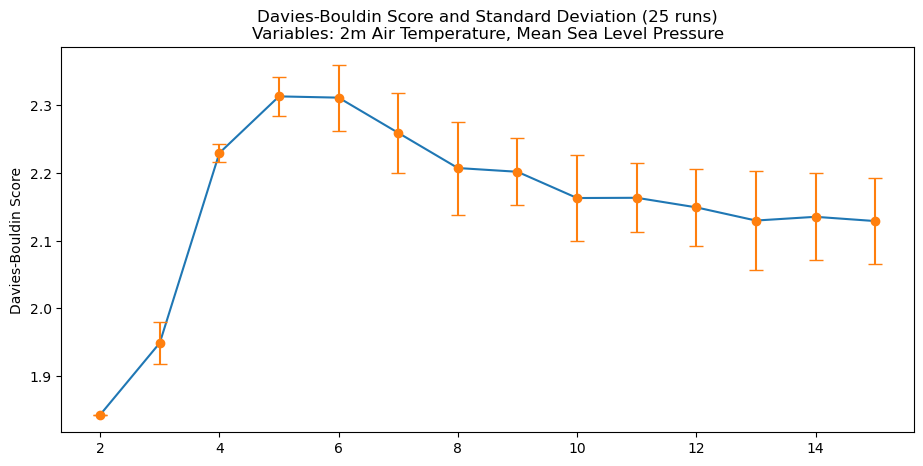 Davies-Bouldin Score and Standard Deviation (25 runs)
Variables: 2m Air Temperature, Mean Sea Level Pressure
Davies-Bouldin Score
2.3
2.2
2.1
2.0
1.9
2 4 6 8 10 12 14